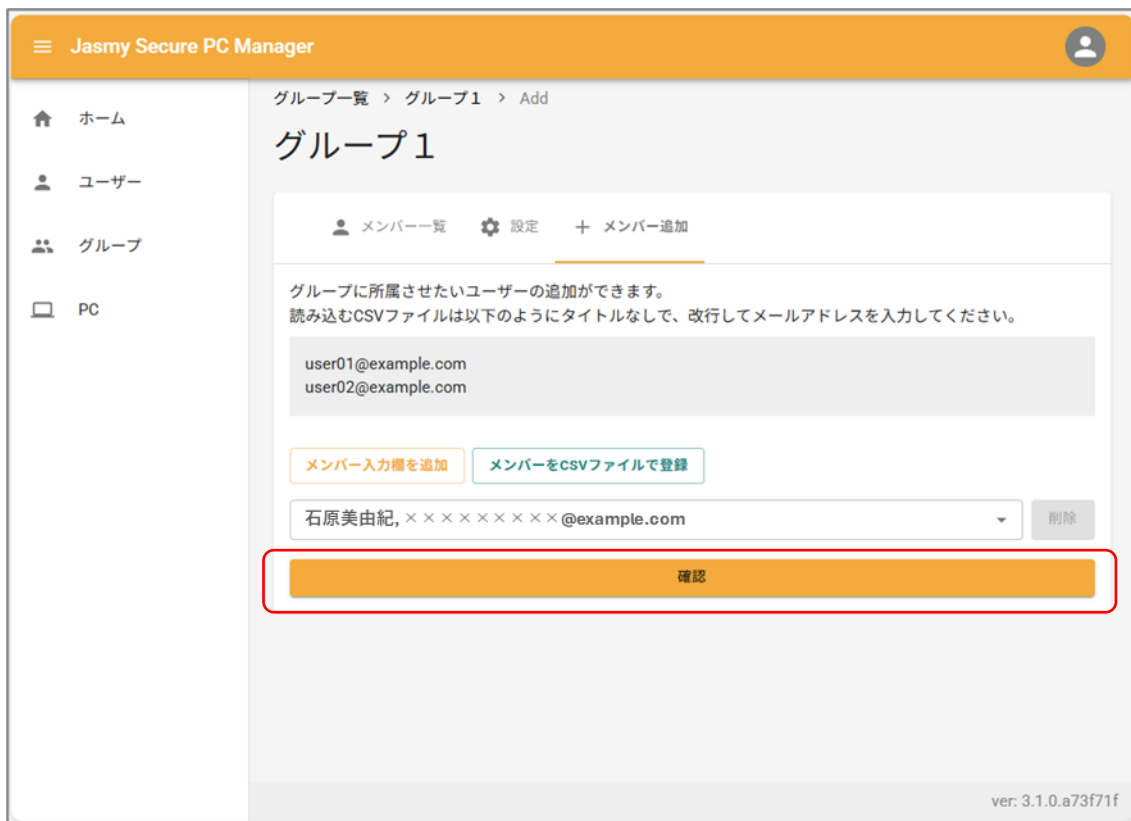 Jasmy Secure PC Manager
ホーム
ユーザー
グループ
PC
グループ一覧 > グループ１ > Add
グループ１
メンバー一覧 設定 + メンバー追加
グループに所属させたいユーザーの追加ができます。
読み込むCSVファイルは以下のようにタイトルなしで、改行してメールアドレスを入力してください。
user01@example.com
user02@example.com
メンバー入力欄を追加 メンバーをCSVファイルで登録
石原美由紀, ×××××××××@example.com 削除
確認
ver: 3.1.0.a73f71f